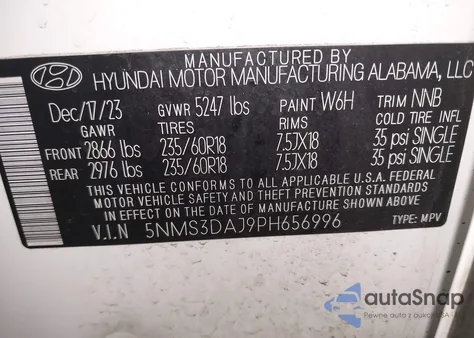 MANUFACTURED BY
HYUNDAI MOTOR MANUFACTURING ALABAMA, LLC
Dec/17/23 GVWR 5247 lbs PAINT W6H TRIM NNB
GAWR TIRES RIMS COLD TIRE INFL
FRONT 2866 lbs 235/60R18 7.5JX18 35 psi SINGLE
REAR 2976 lbs 235/60R18 7.5JX18 35 psi SINGLE
THIS VEHICLE CONFORMS TO ALL APPLICABLE U.S.A. FEDERAL
MOTOR VEHICLE SAFETY AND THEFT PREVENTION STANDARDS
IN EFFECT ON THE DATE OF MANUFACTURE SHOWN ABOVE
V.I.N 5NMS3DAJ9PH656996 TYPE: MPV
autoSnap
Pewne auta z